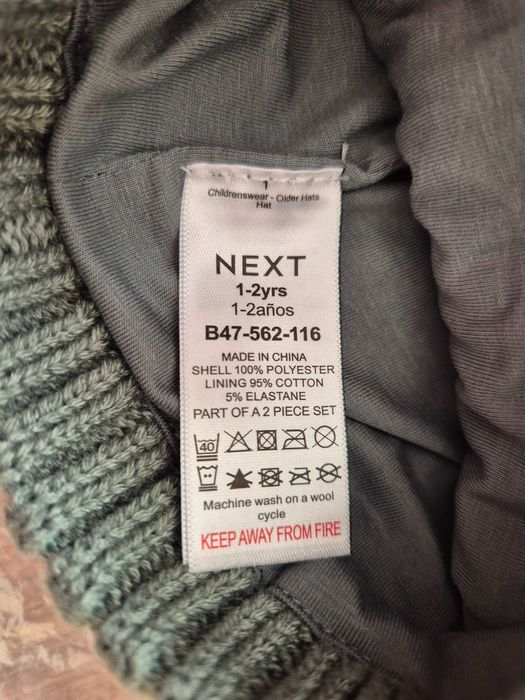 1
Childrenswear - Older Hats
Hat
NEXT
1-2yrs
1-2años
B47-562-116
MADE IN CHINA
SHELL 100% POLYESTER
LINING 95% COTTON
5% ELASTANE
PART OF A 2 PIECE SET
40
Machine wash on a wool
cycle
KEEP AWAY FROM FIRE